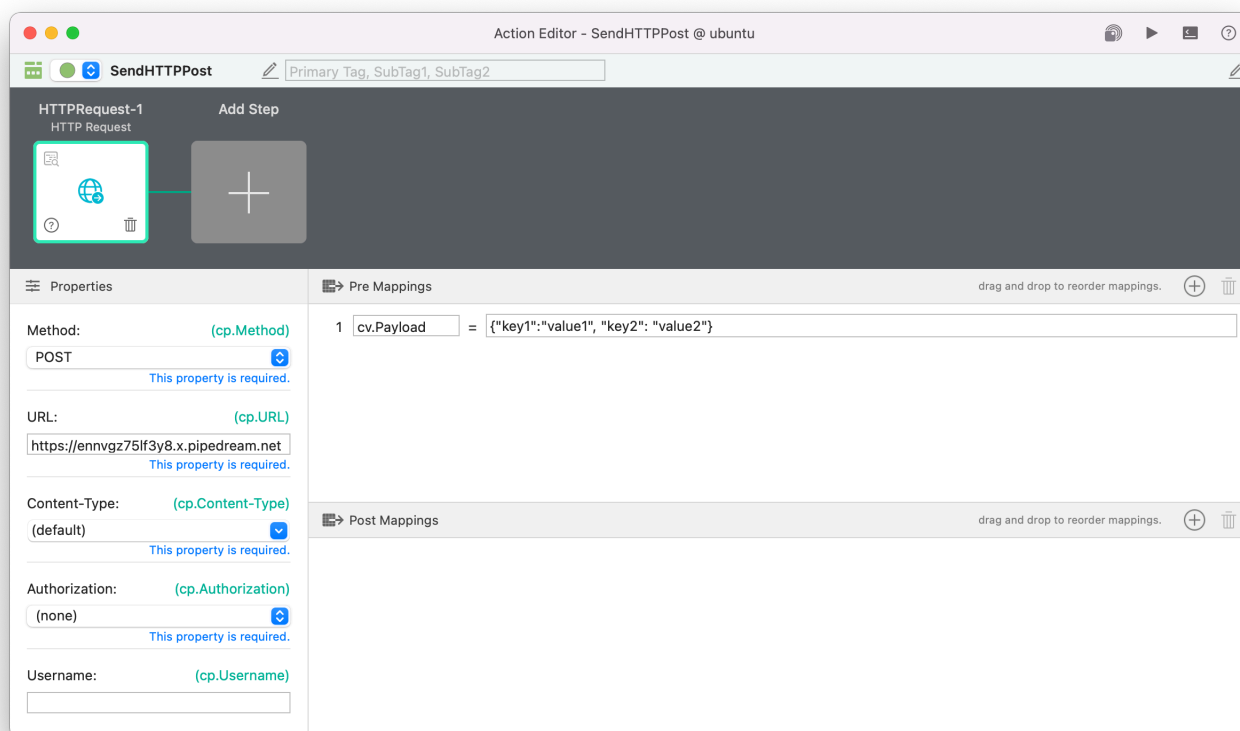 Action Editor - SendHTTPPost @ ubuntu
SendHTTPPost
Primary Tag, SubTag1, SubTag2
HTTPRequest-1
HTTP Request
Add Step
Properties
Method: (cp.Method)
POST
This property is required.
URL: (cp.URL)
https://ennvgz75lf3y8.x.pipedream.net
This property is required.
Content-Type: (cp.Content-Type)
(default)
This property is required.
Authorization: (cp.Authorization)
(none)
This property is required.
Username: (cp.Username)
Pre Mappings drag and drop to reorder mappings.
1 cv.Payload = {"key1":"value1", "key2": "value2"}
Post Mappings drag and drop to reorder mappings.